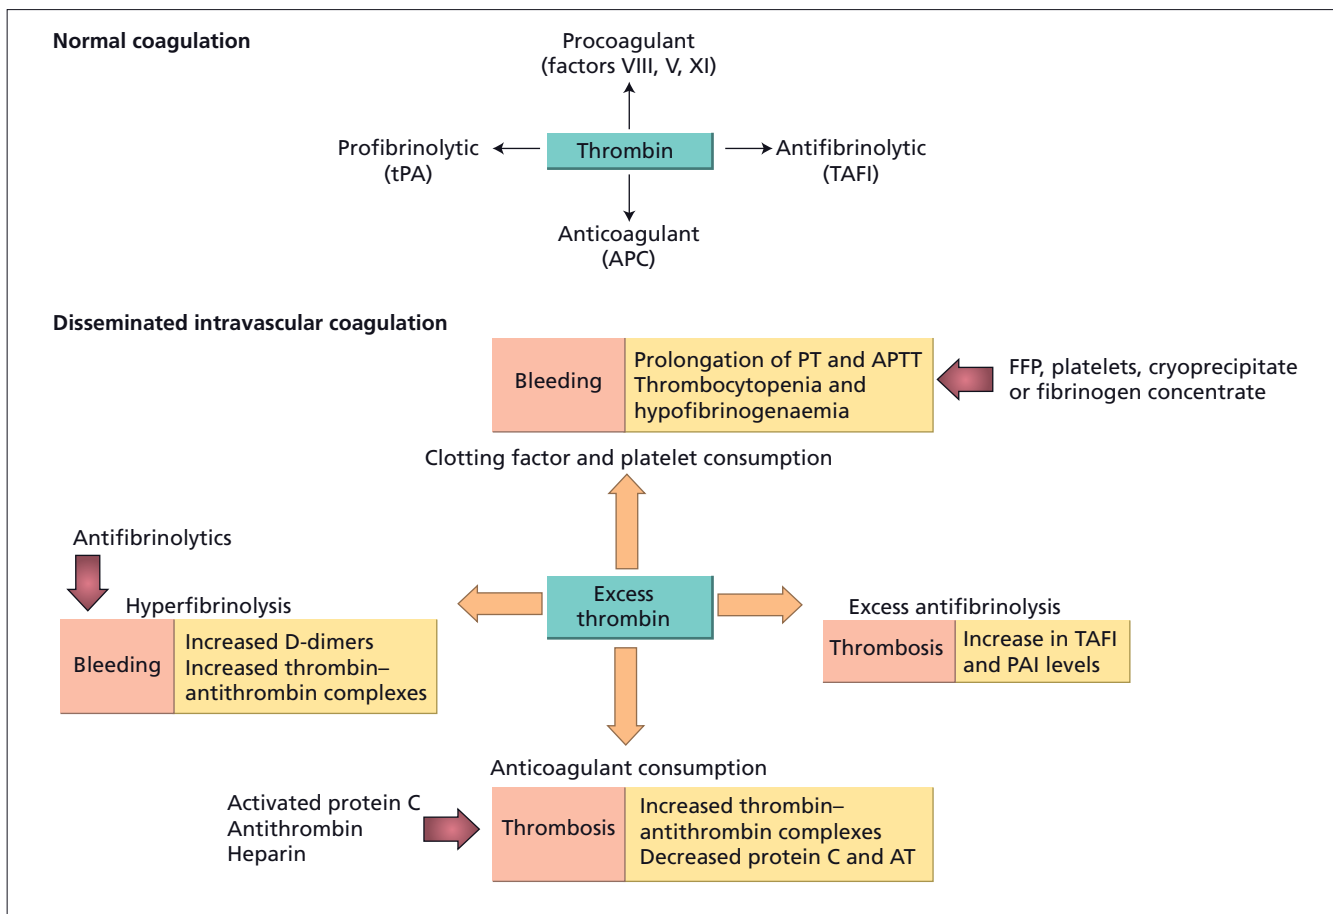 Normal coagulation
Procoagulant
(factors VIII, V, XI)
Profibrinolytic
(tPA)
Thrombin
Antifibrinolytic
(TAFI)
Anticoagulant
(APC)
Disseminated intravascular coagulation
Bleeding
Prolongation of PT and APTT
Thrombocytopenia and
hypofibrinogenaemia
FFP, platelets, cryoprecipitate
or fibrinogen concentrate
Clotting factor and platelet consumption
Antifibrinolytics
Hyperfibrinolysis
Bleeding
Increased D-dimers
Increased thrombin–
antithrombin complexes
Excess
thrombin
Excess antifibrinolysis
Thrombosis
Increase in TAFI
and PAI levels
Anticoagulant consumption
Activated protein C
Antithrombin
Heparin
Thrombosis
Increased thrombin–
antithrombin complexes
Decreased protein C and AT